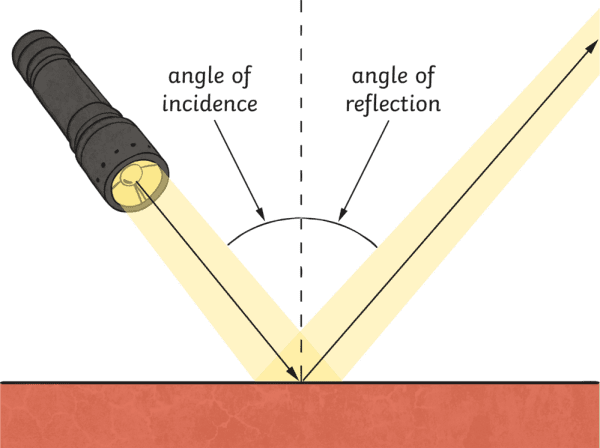 angle of
incidence
angle of
reflection